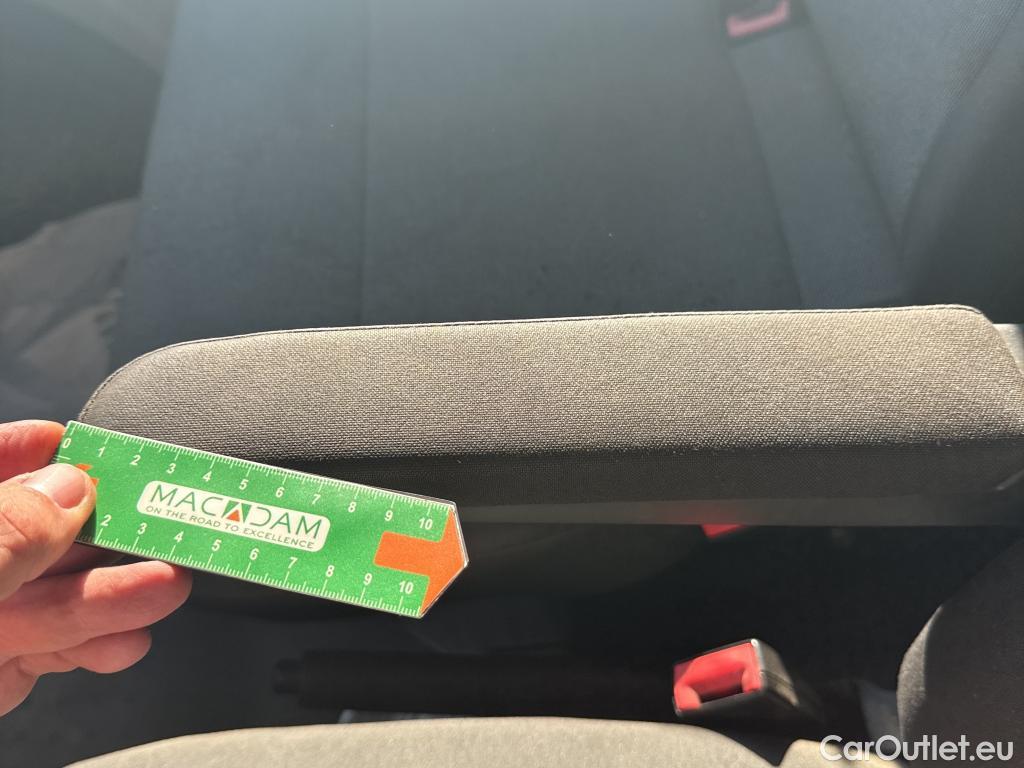 0 1 2 3 4 5 6 7 8 9 10
MACADAM
ON THE ROAD TO EXCELLENCE
2 3 4 5 6 7 8 9 10
CarOutlet.eu